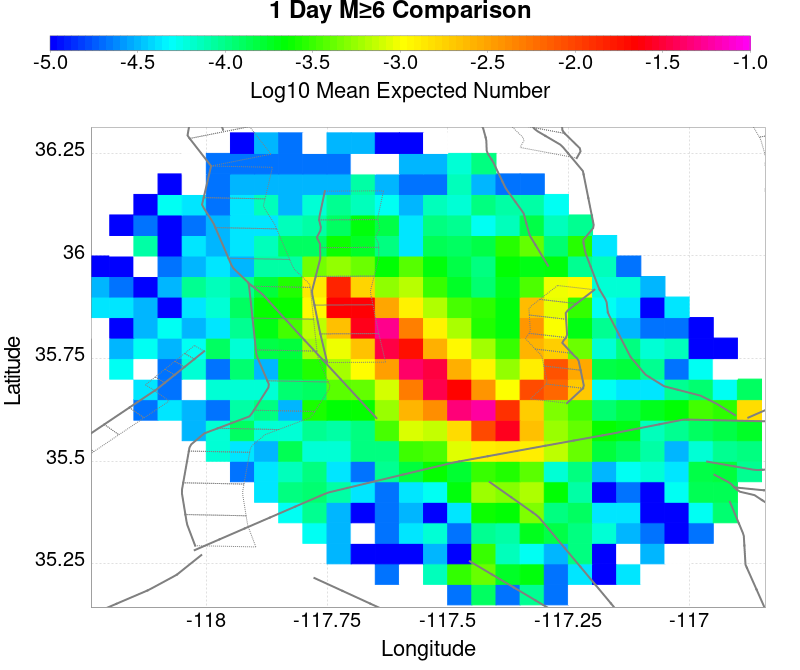 1 Day M≥6 Comparison
-5.0 -4.5 -4.0 -3.5 -3.0 -2.5 -2.0 -1.5 -1.0
Log10 Mean Expected Number
36.25
36
35.75
35.5
35.25
Latitude
-118 -117.75 -117.5 -117.25 -117
Longitude